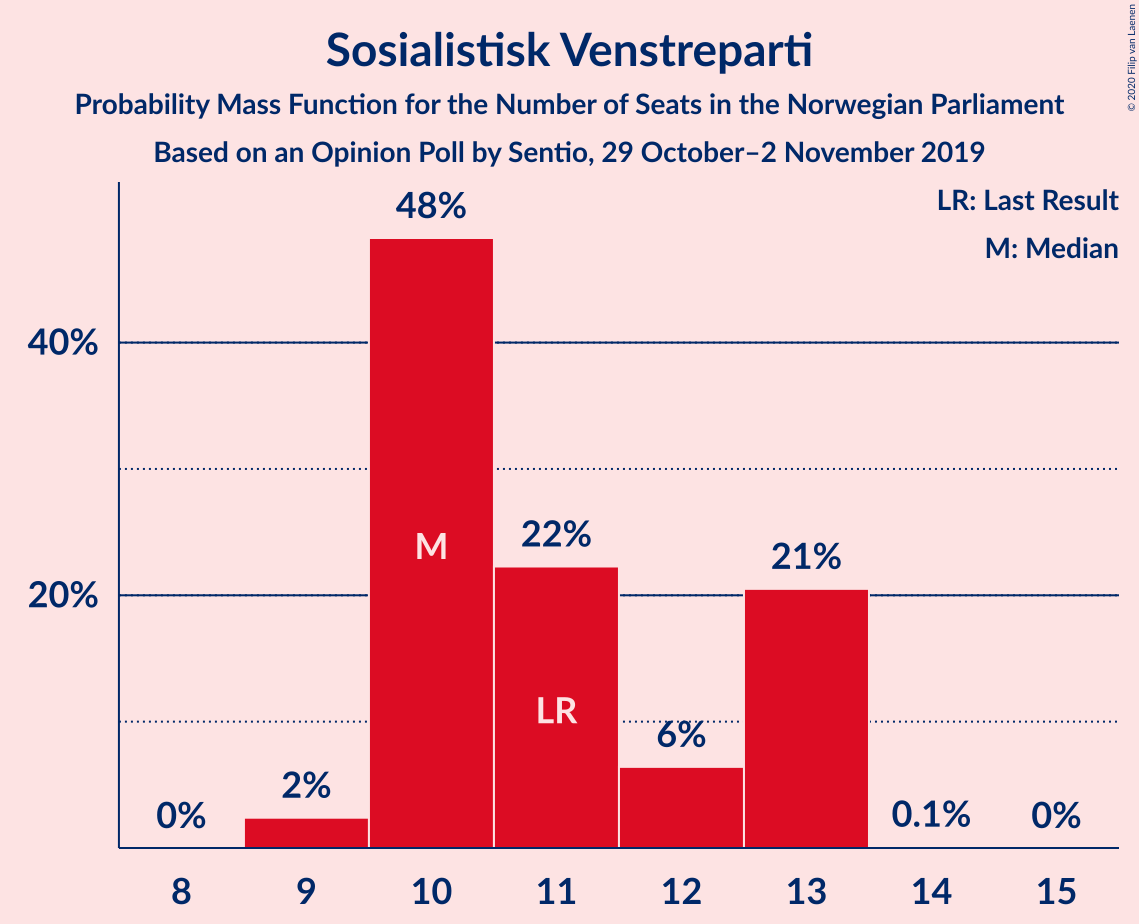 Sosialistisk Venstreparti
Probability Mass Function for the Number of Seats in the Norwegian Parliament
Based on an Opinion Poll by Sentio, 29 October–2 November 2019
© 2020 Filip van Laenen
LR: Last Result
M: Median
48%
40%
M
22%
21%
20%
LR
6%
2%
0%
0.1%
0%
8 9 10 11 12 13 14 15